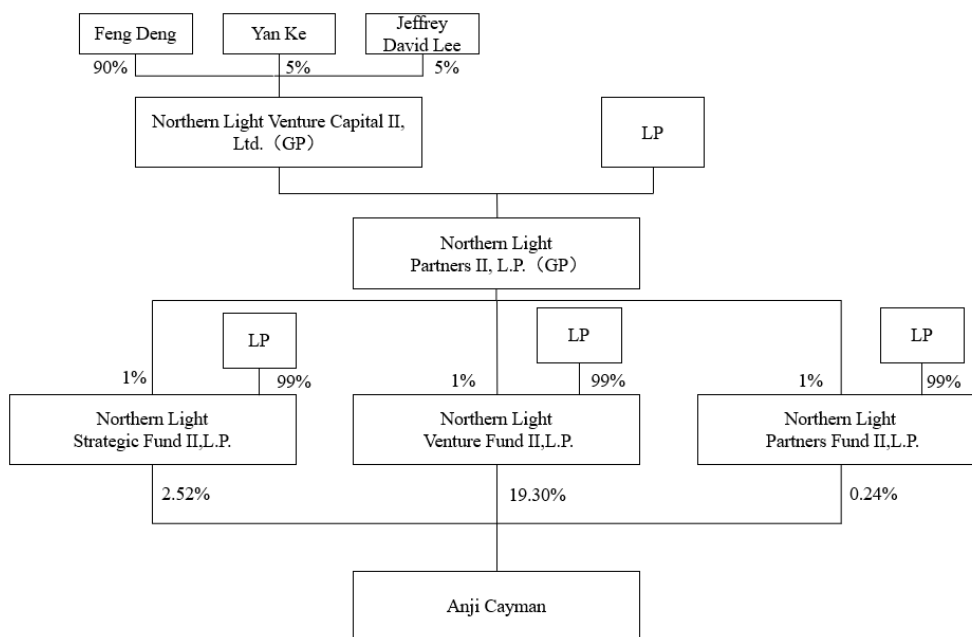 Feng Deng
Yan Ke
Jeffrey
David Lee
90%
5%
5%
Northern Light Venture Capital II,
Ltd.（GP）
LP
Northern Light
Partners II, L.P.（GP）
LP
LP
LP
1%
99%
1%
99%
1%
99%
Northern Light
Strategic Fund II,L.P.
Northern Light
Venture Fund II,L.P.
Northern Light
Partners Fund II,L.P.
2.52%
19.30%
0.24%
Anji Cayman